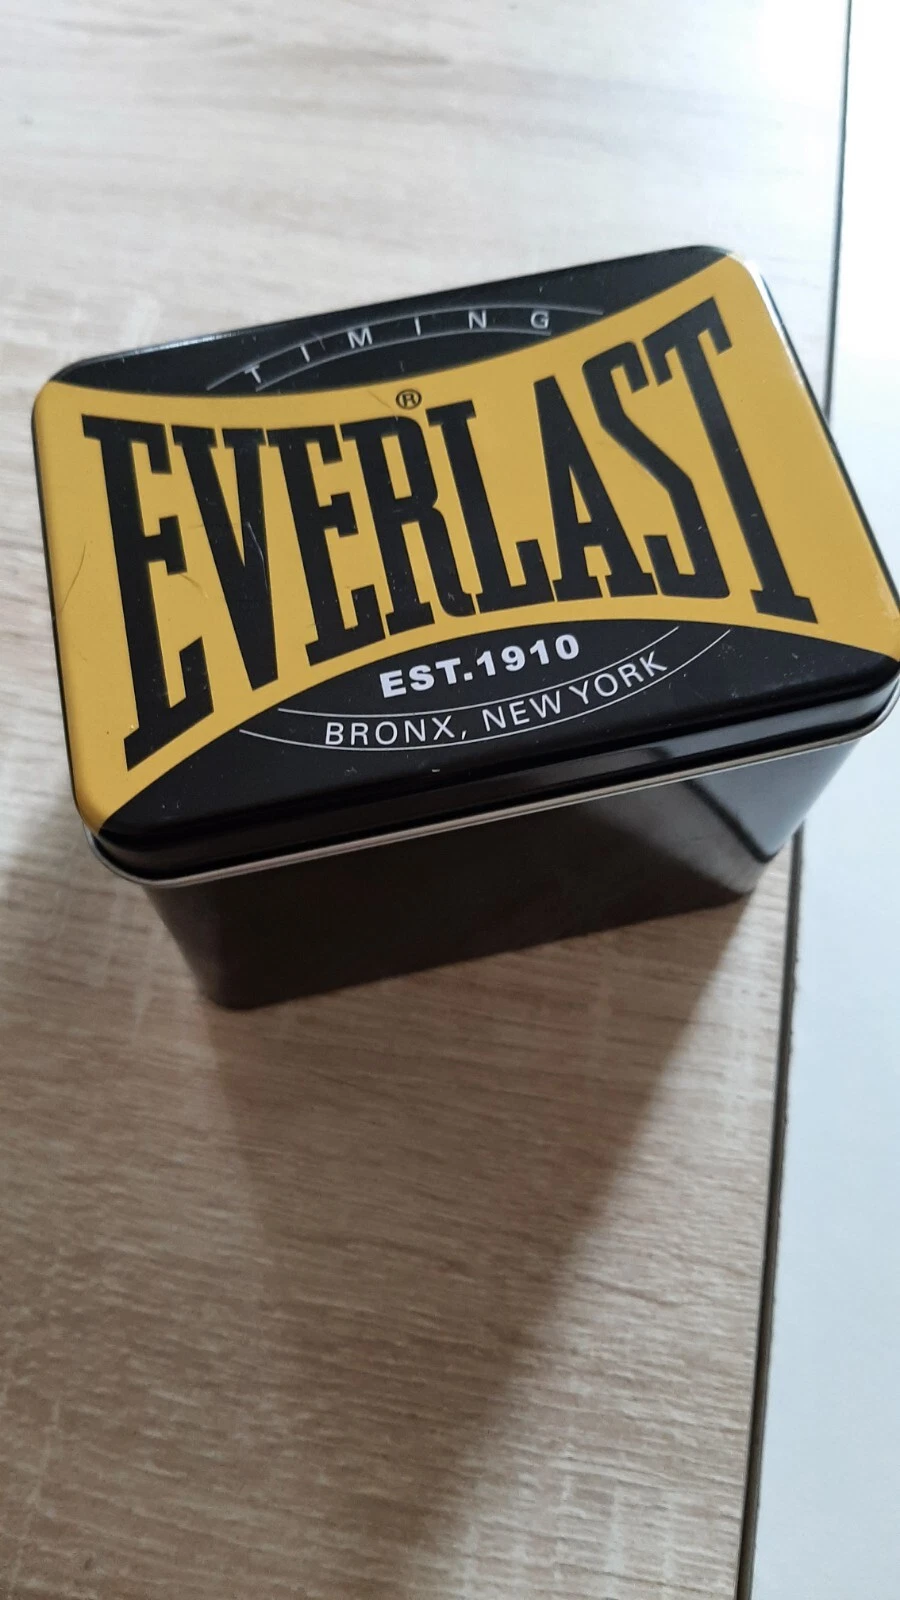 TIMING
EVERLAST®
EST.1910
BRONX, NEW YORK